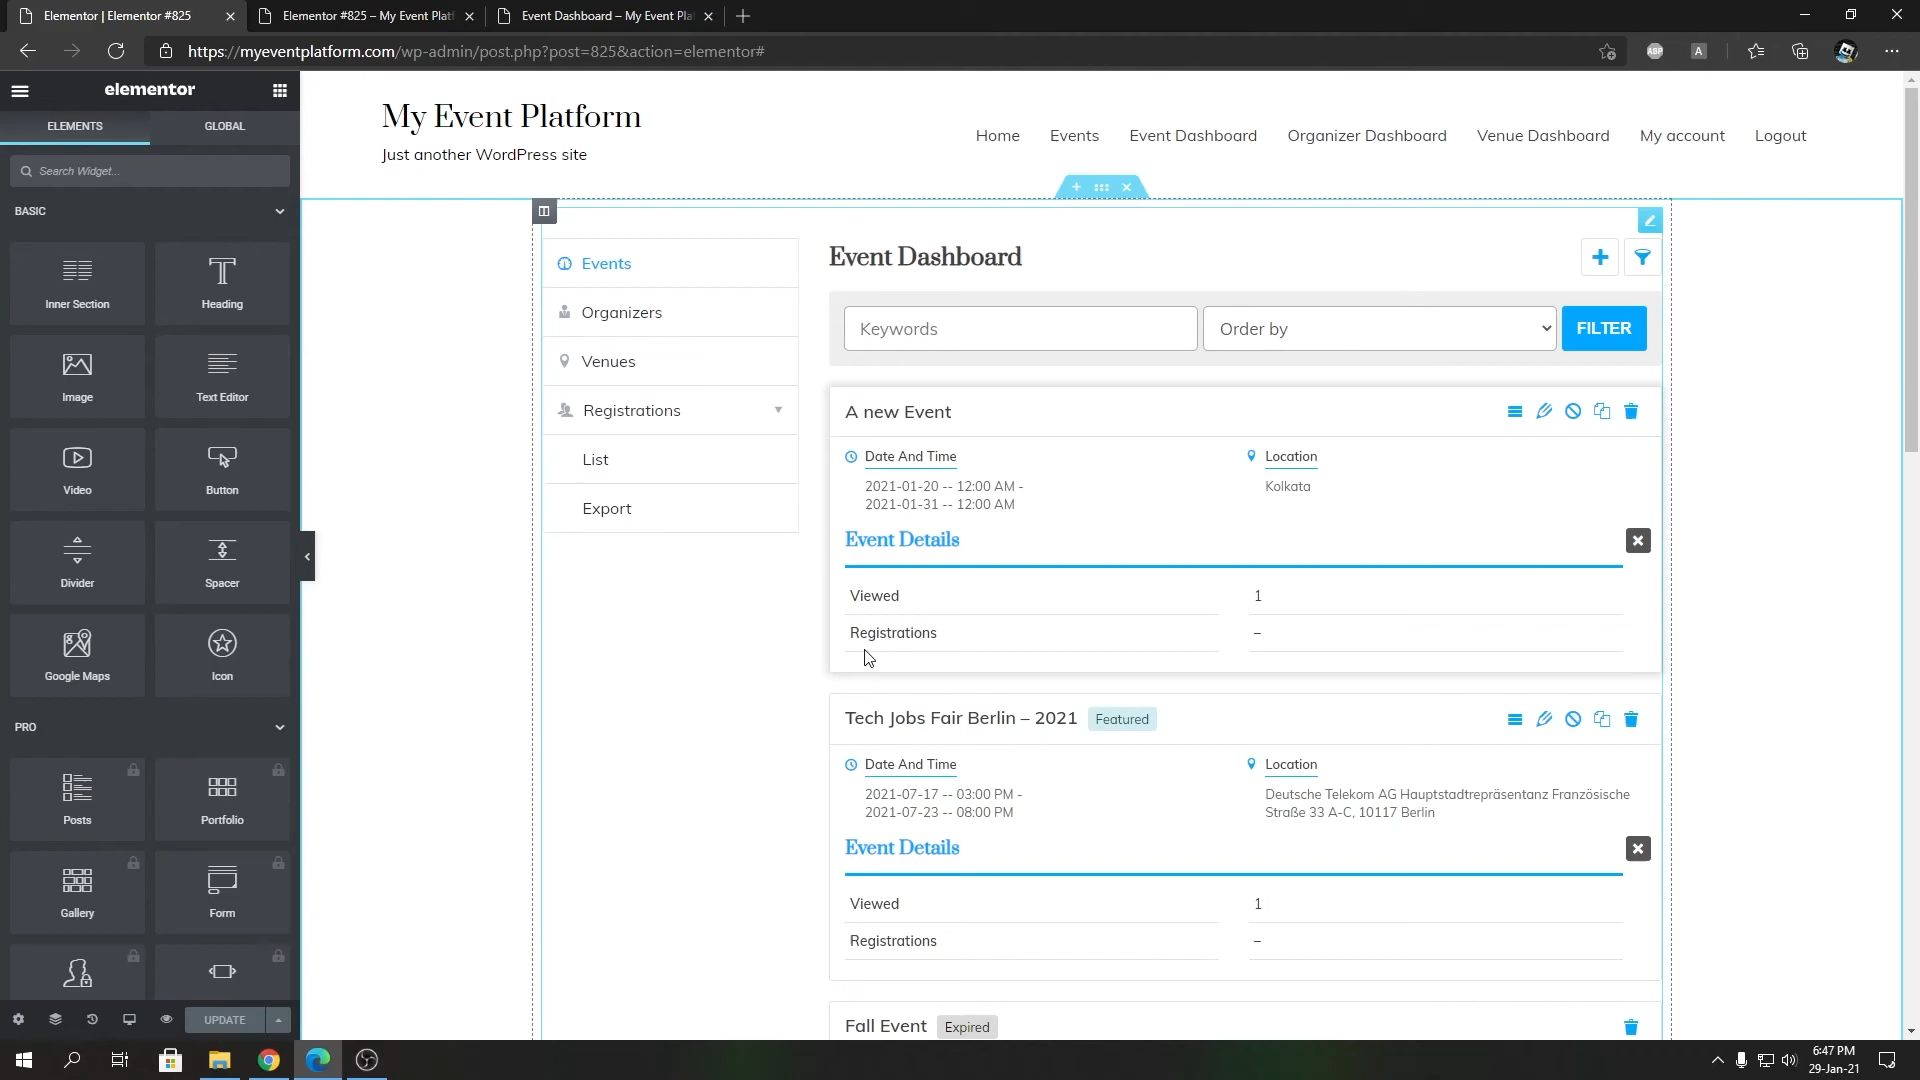 Elementor | Elementor #825
Elementor #825 – My Event Platf
Event Dashboard – My Event Pla
https://myeventplatform.com/wp-admin/post.php?post=825&action=elementor#
ABP
A
elementor
ELEMENTS
GLOBAL
Search Widget...
BASIC
Inner Section
Heading
Image
Text Editor
Video
Button
Divider
Spacer
Google Maps
Icon
PRO
Posts
Portfolio
Gallery
Form
UPDATE
My Event Platform
Just another WordPress site
Home
Events
Event Dashboard
Organizer Dashboard
Venue Dashboard
My account
Logout
Events
Organizers
Venues
Registrations
List
Export
Event Dashboard
Keywords
Order by
FILTER
A new Event
Date And Time
2021-01-20 -- 12:00 AM -
2021-01-31 -- 12:00 AM
Location
Kolkata
Event Details
Viewed
1
Registrations
–
Tech Jobs Fair Berlin – 2021
Featured
Date And Time
2021-07-17 -- 03:00 PM -
2021-07-23 -- 08:00 PM
Location
Deutsche Telekom AG Hauptstadtrepräsentanz Französische
Straße 33 A-C, 10117 Berlin
Event Details
Viewed
1
Registrations
–
Fall Event
Expired
6:47 PM
29-Jan-21